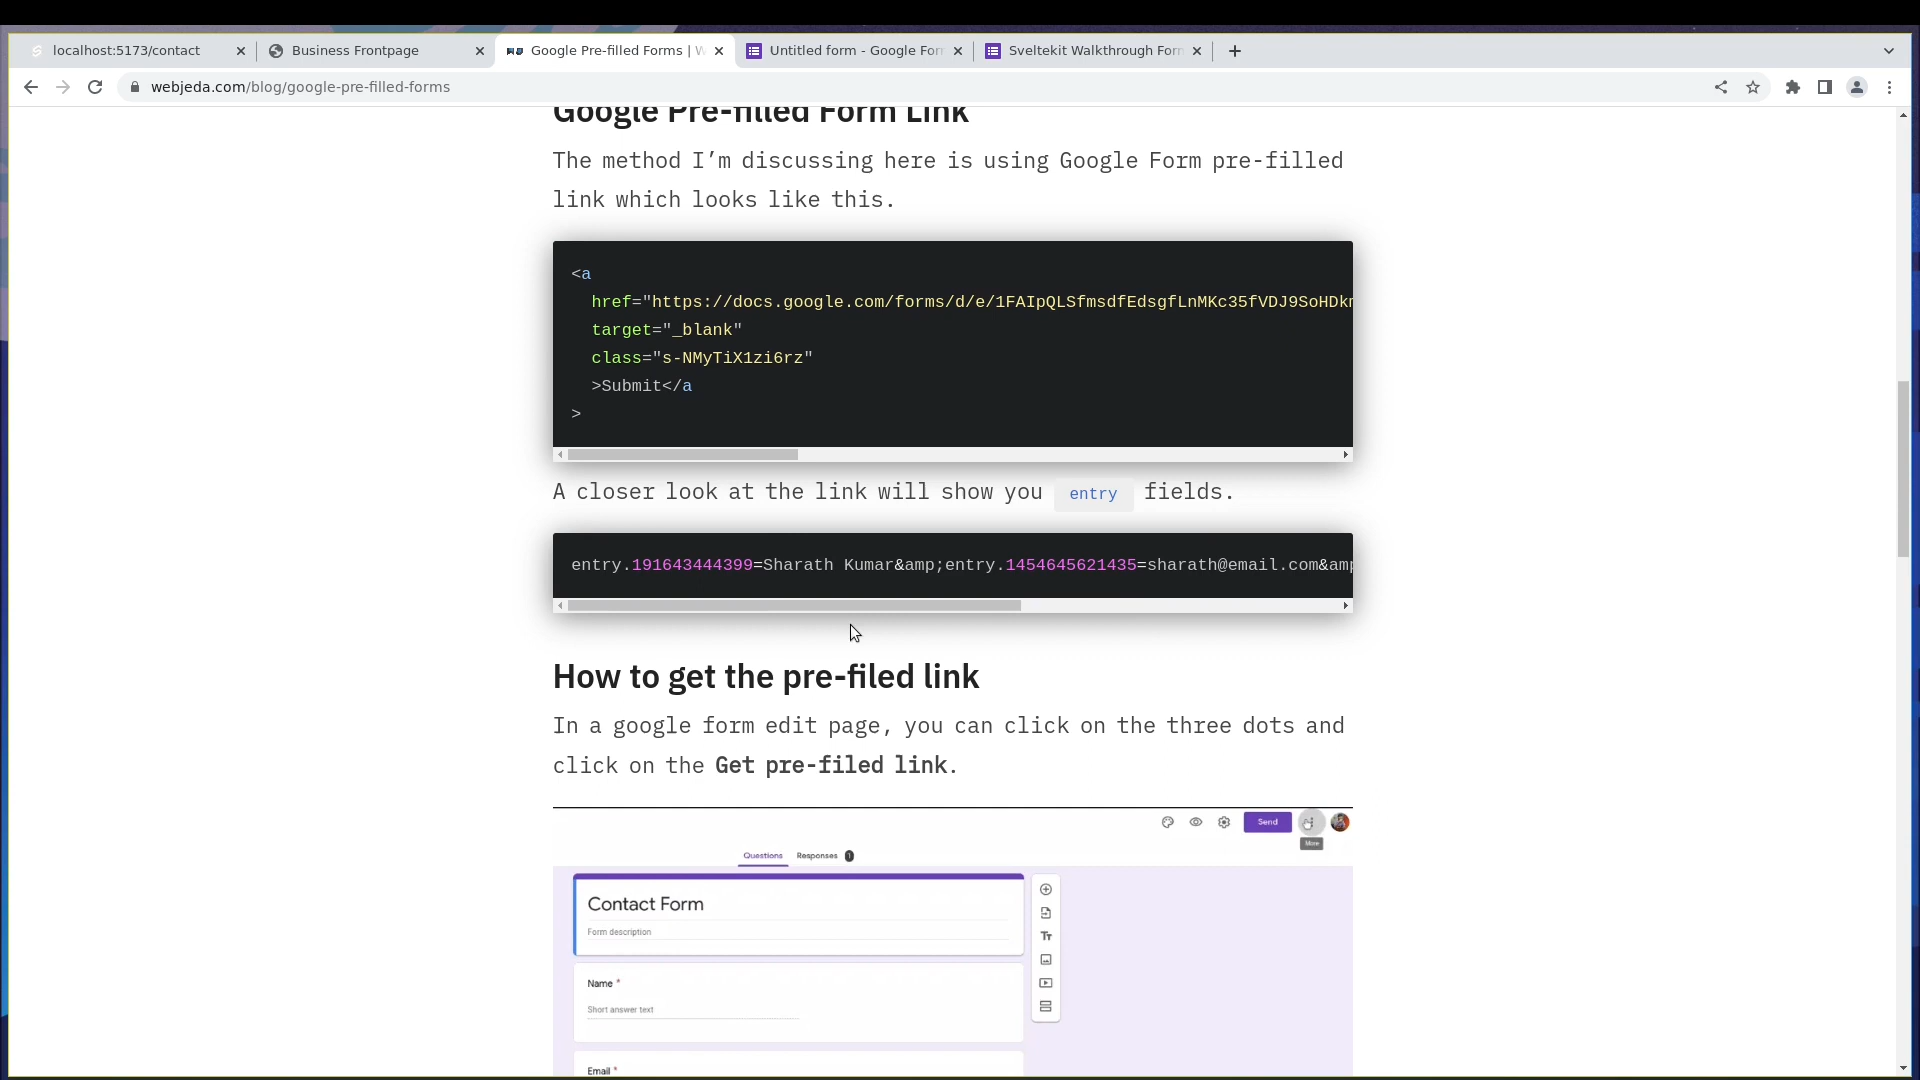 localhost:5173/contact
Business Frontpage
Google Pre-filled Forms | W
Untitled form - Google For
Sveltekit Walkthrough Form
webjeda.com/blog/google-pre-filled-forms
Google Pre-filled Form Link
The method I’m discussing here is using Google Form pre-filled
link which looks like this.
<a
href="https://docs.google.com/forms/d/e/1FAIpQLSfmsdfEdsgfLnMKc35fVDJ9SoHDkm
target="_blank"
class="s-NMyTiX1zi6rz"
>Submit</a
>
A closer look at the link will show you entry fields.
entry.191643444399=Sharath Kumar&amp;entry.1454645621435=sharath@email.com&amp
How to get the pre-filed link
In a google form edit page, you can click on the three dots and
click on the Get pre-filed link.
Send
More
Questions Responses 1
Contact Form
Form description
Tr
Name *
Short answer text
Email *